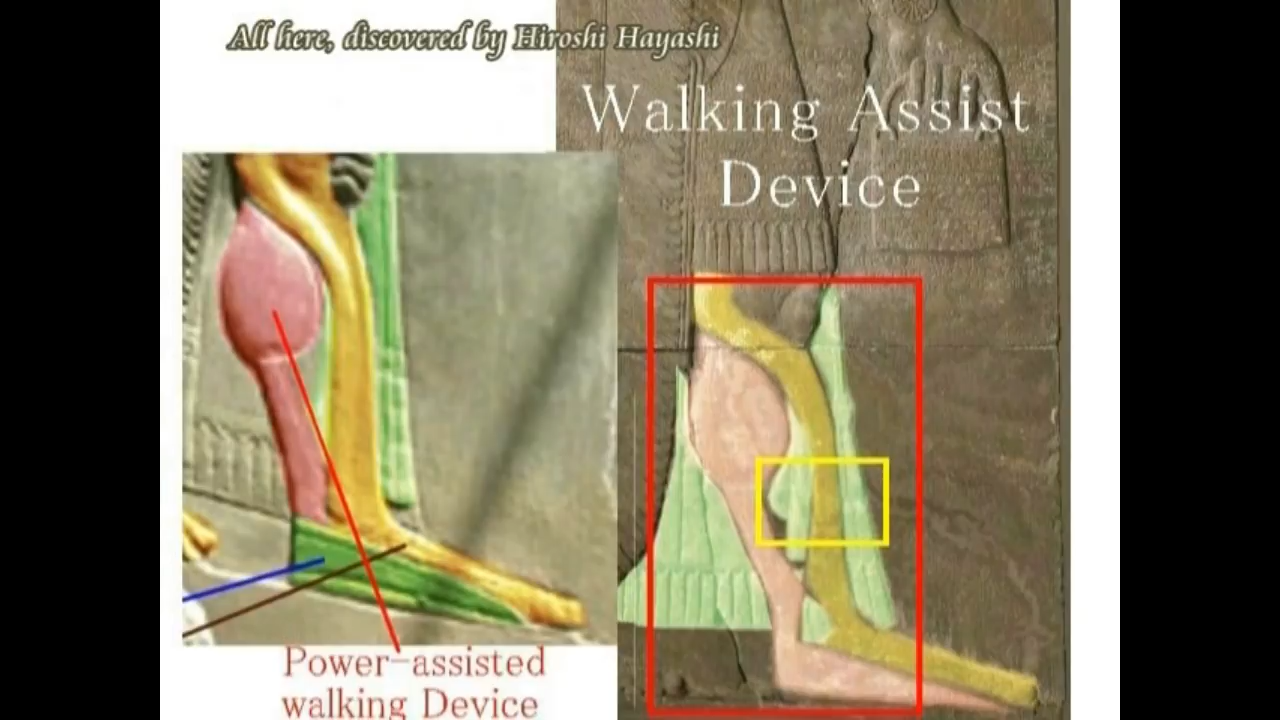 All here, discovered by Hiroshi Hayashi
Walking Assist
Device
Power-assisted
walking Device